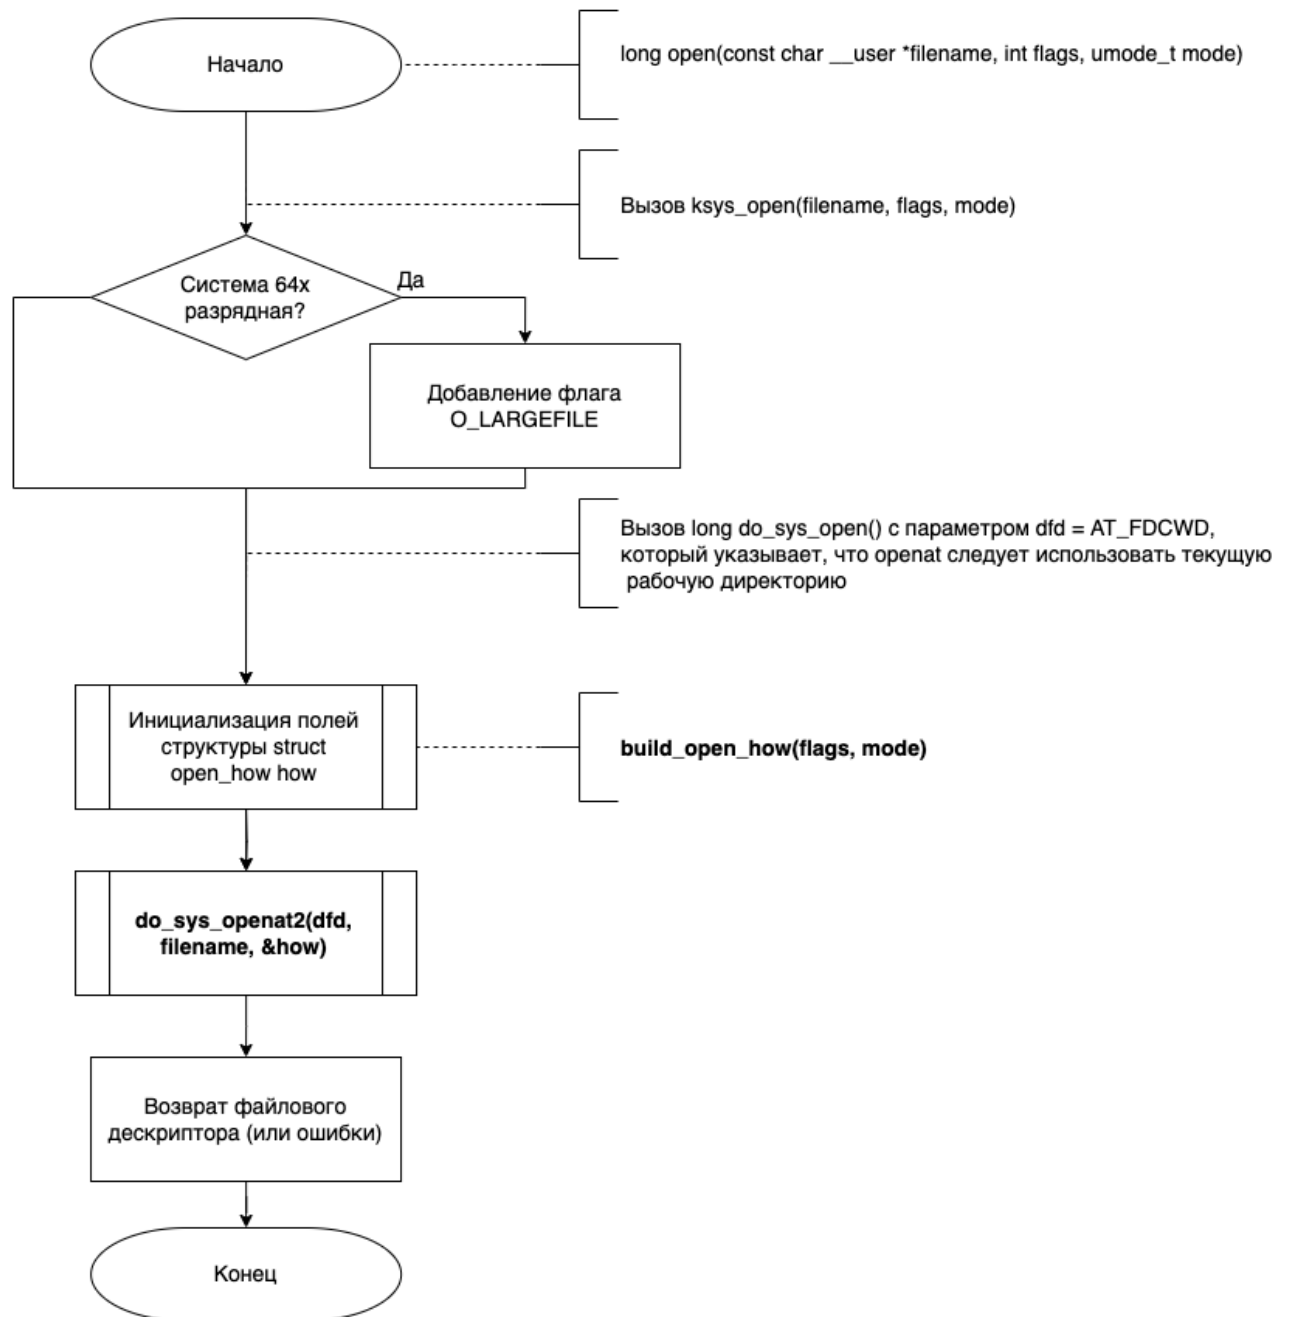 Начало
long open(const char __user *filename, int flags, umode_t mode)
Вызов ksys_open(filename, flags, mode)
Система 64х
разрядная?
Да
Добавление флага
O_LARGEFILE
Вызов long do_sys_open() с параметром dfd = AT_FDCWD,
который указывает, что openat следует использовать текущую
рабочую директорию
Инициализация полей
структуры struct
open_how how
build_open_how(flags, mode)
do_sys_openat2(dfd,
filename, &how)
Возврат файлового
дескриптора (или ошибки)
Конец